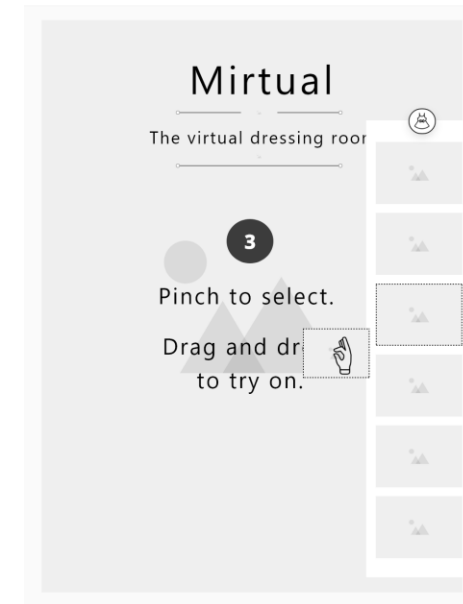 Mirtual
The virtual dressing roor
3
Pinch to select.
Drag and dr
to try on.